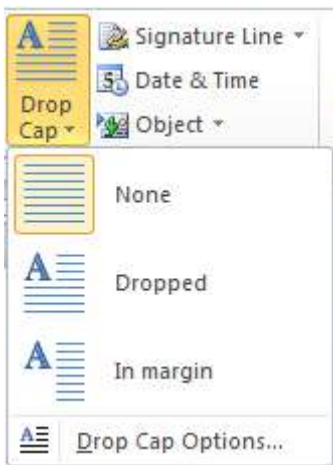 Drop
Cap
Signature Line
Date & Time
Object
None
Dropped
In margin
Drop Cap Options...